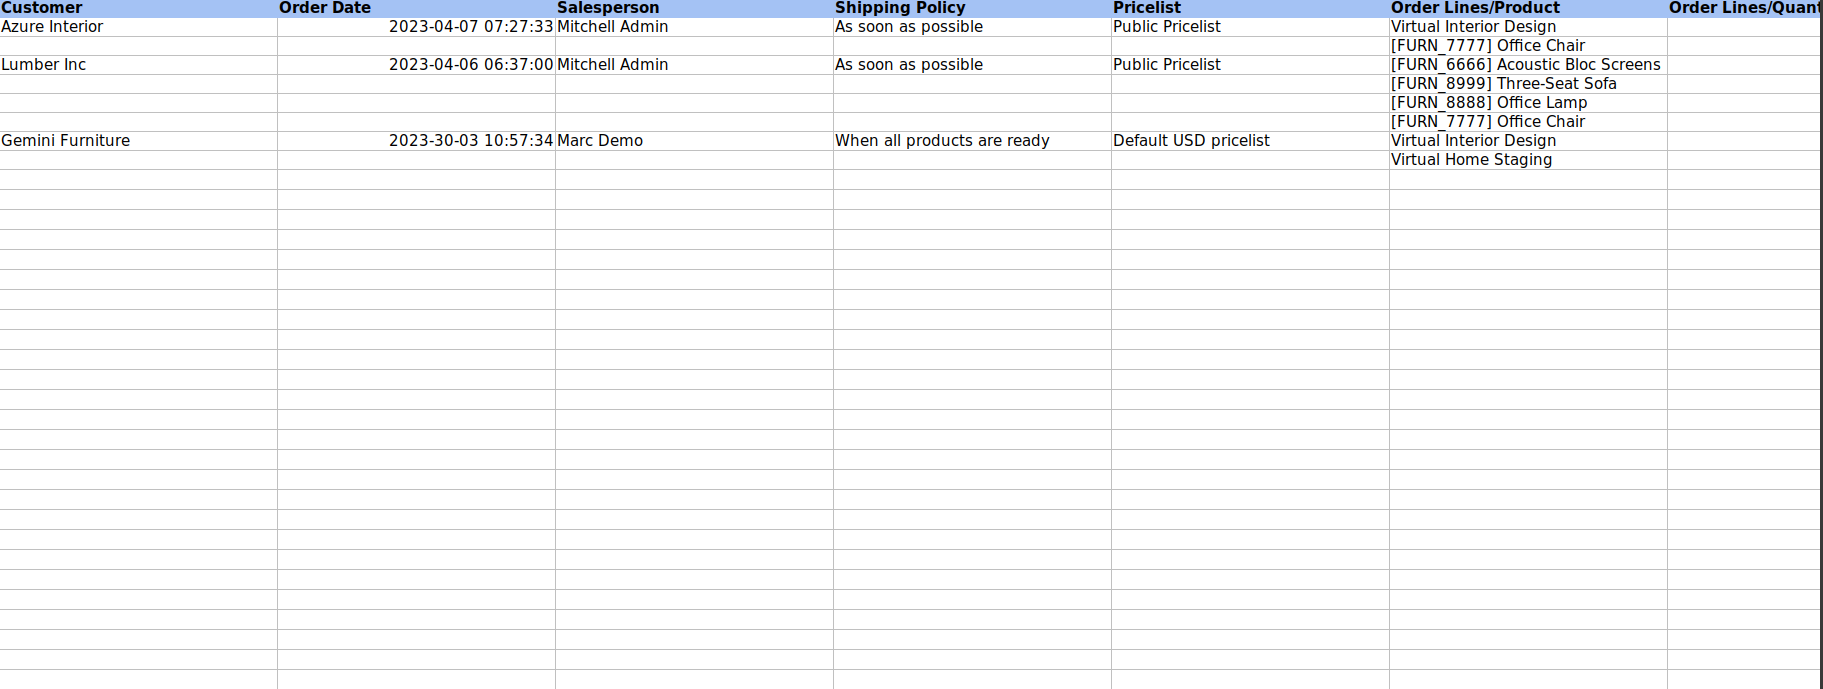 Customer Order Date Salesperson Shipping Policy Pricelist Order Lines/Product Order Lines/Quant
Azure Interior 2023-04-07 07:27:33 Mitchell Admin As soon as possible Public Pricelist Virtual Interior Design
[FURN_7777] Office Chair
Lumber Inc 2023-04-06 06:37:00 Mitchell Admin As soon as possible Public Pricelist [FURN_6666] Acoustic Bloc Screens
[FURN_8999] Three-Seat Sofa
[FURN_8888] Office Lamp
[FURN_7777] Office Chair
Gemini Furniture 2023-30-03 10:57:34 Marc Demo When all products are ready Default USD pricelist Virtual Interior Design
Virtual Home Staging